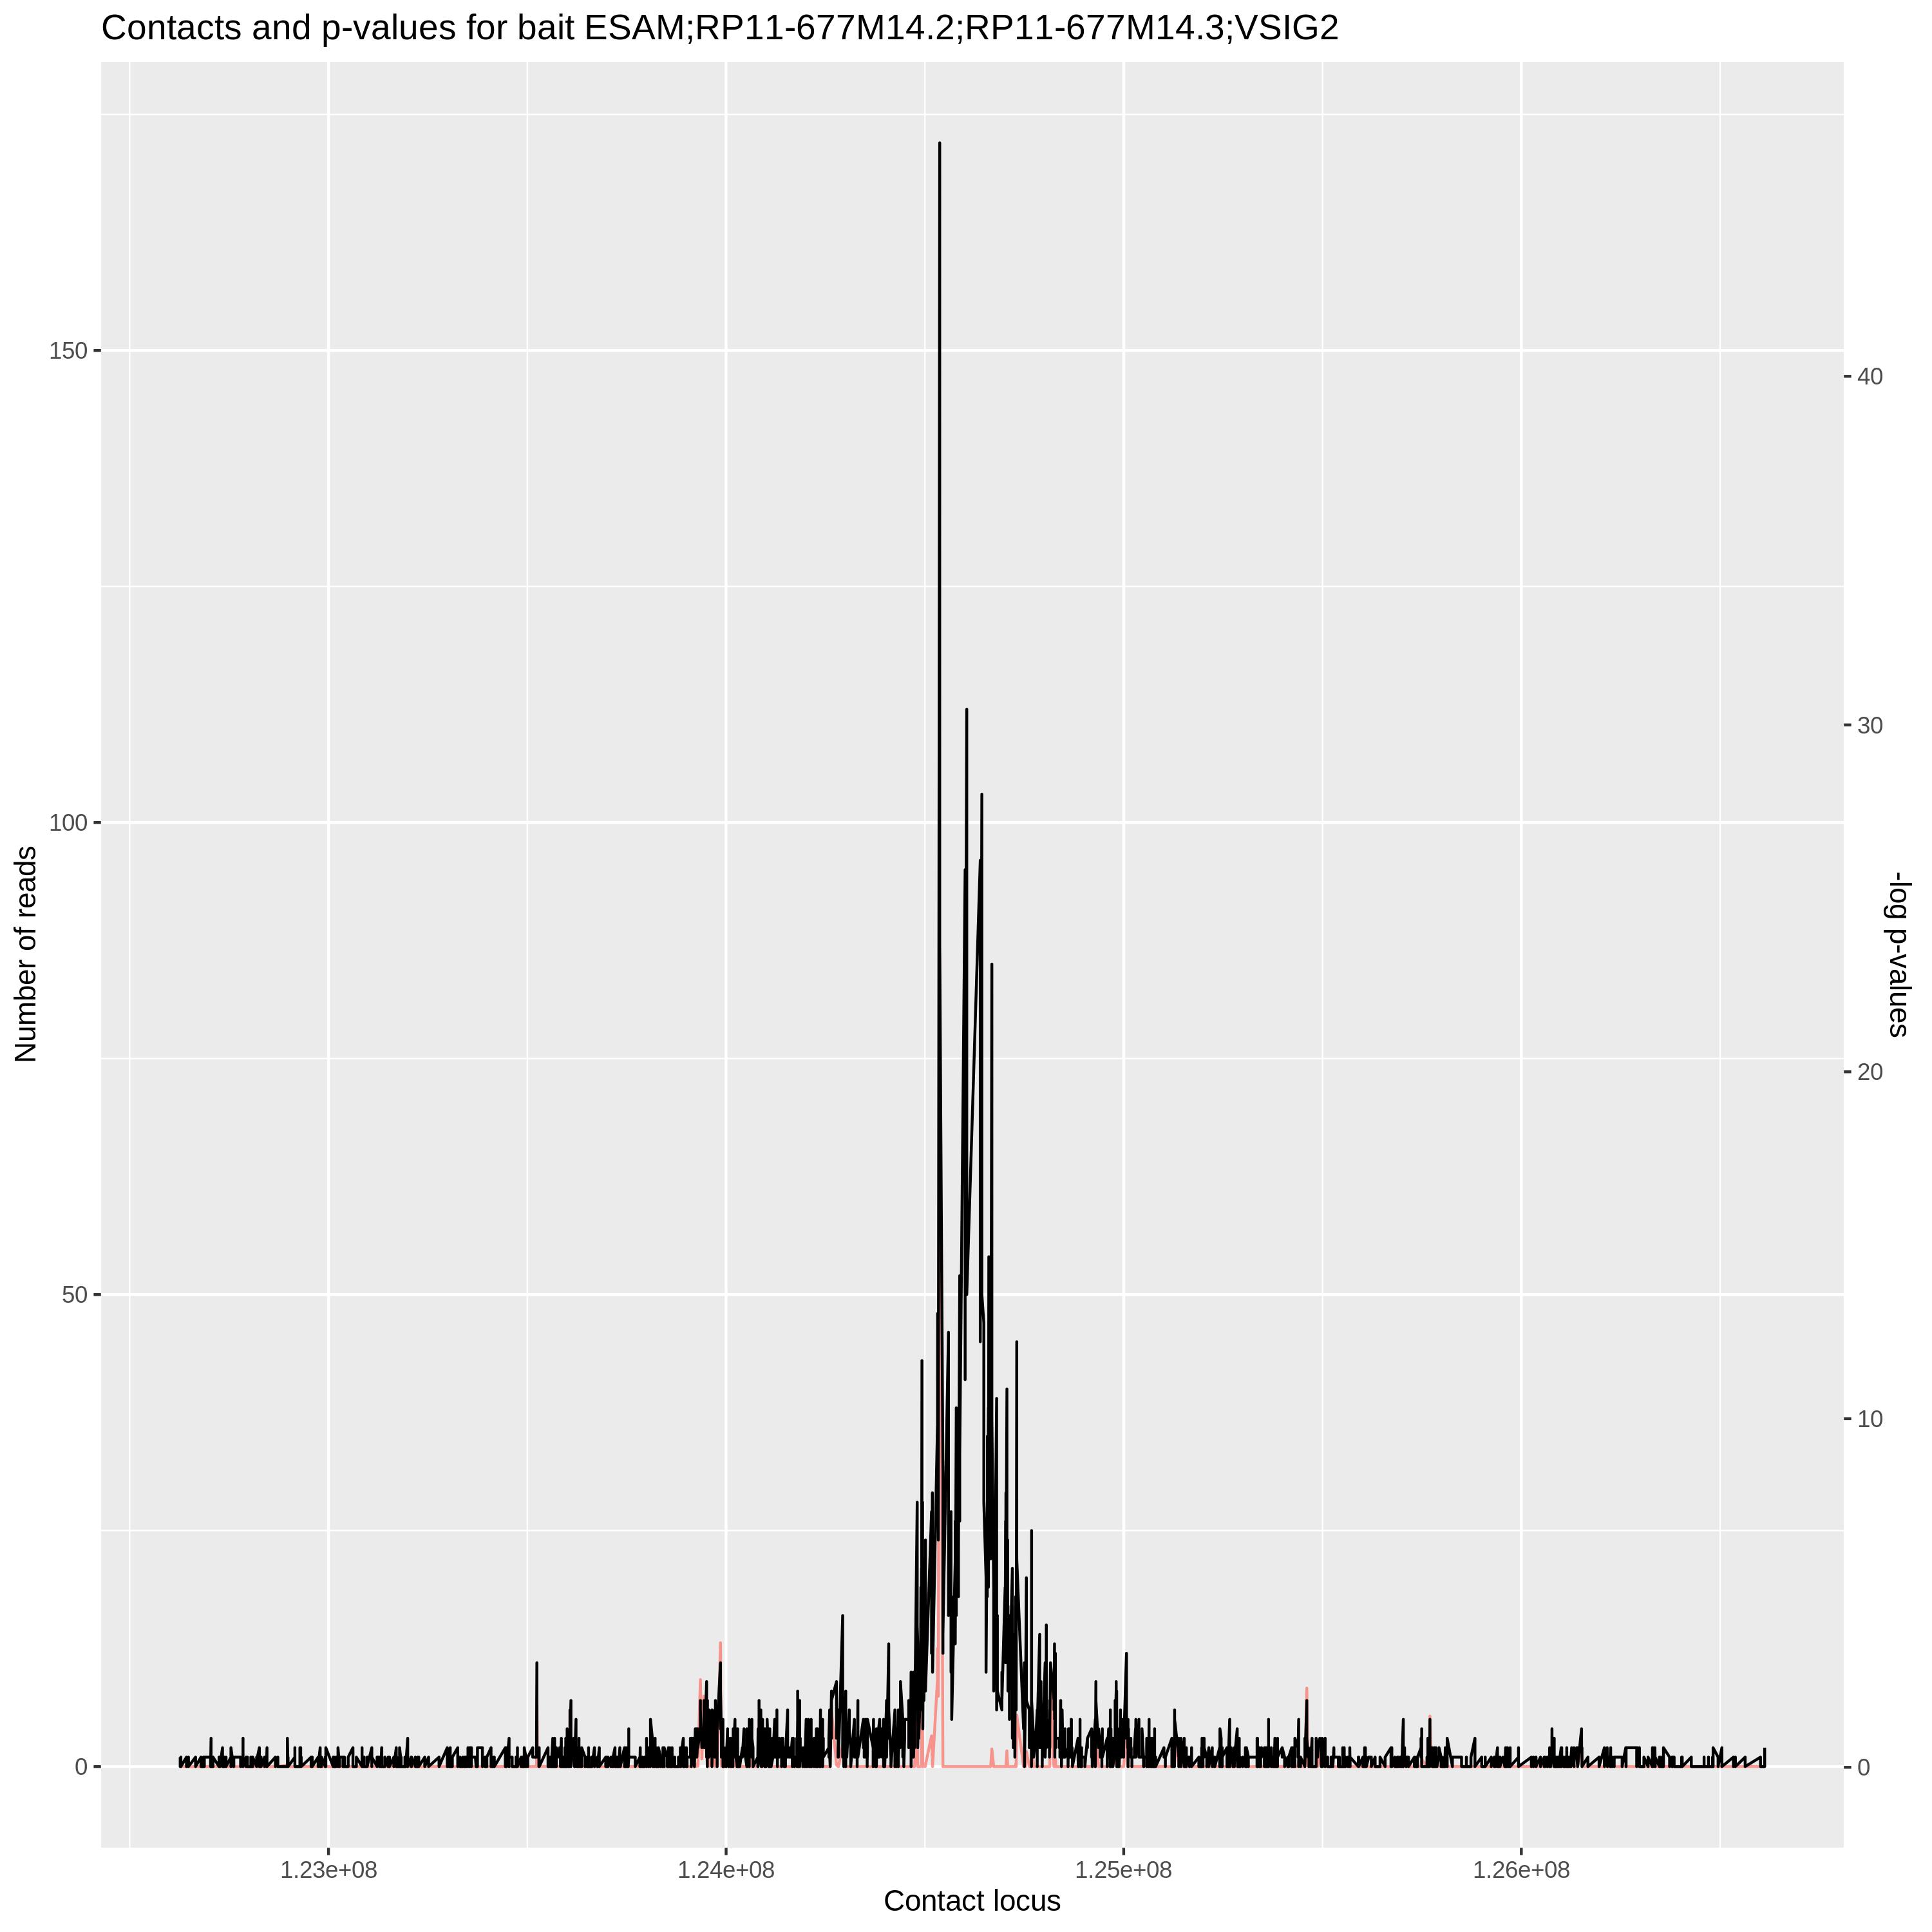 Contacts and p-values for bait ESAM;RP11-677M14.2;RP11-677M14.3;VSIG2
Number of reads
150
100
50
0
40
30
20
10
0
-log p-values
1.23e+08
1.24e+08
1.25e+08
1.26e+08
Contact locus